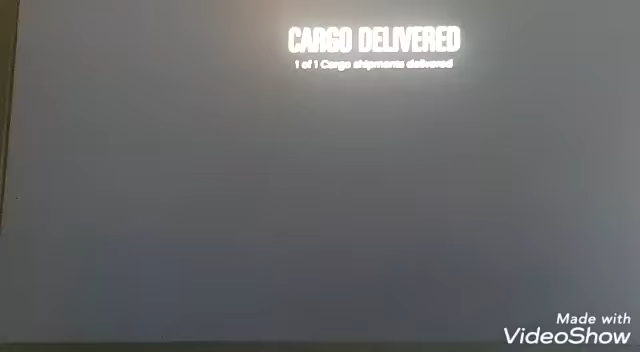 CARGO DELIVERED
1 of 1 Cargo shipments delivered
Made with
VideoShow